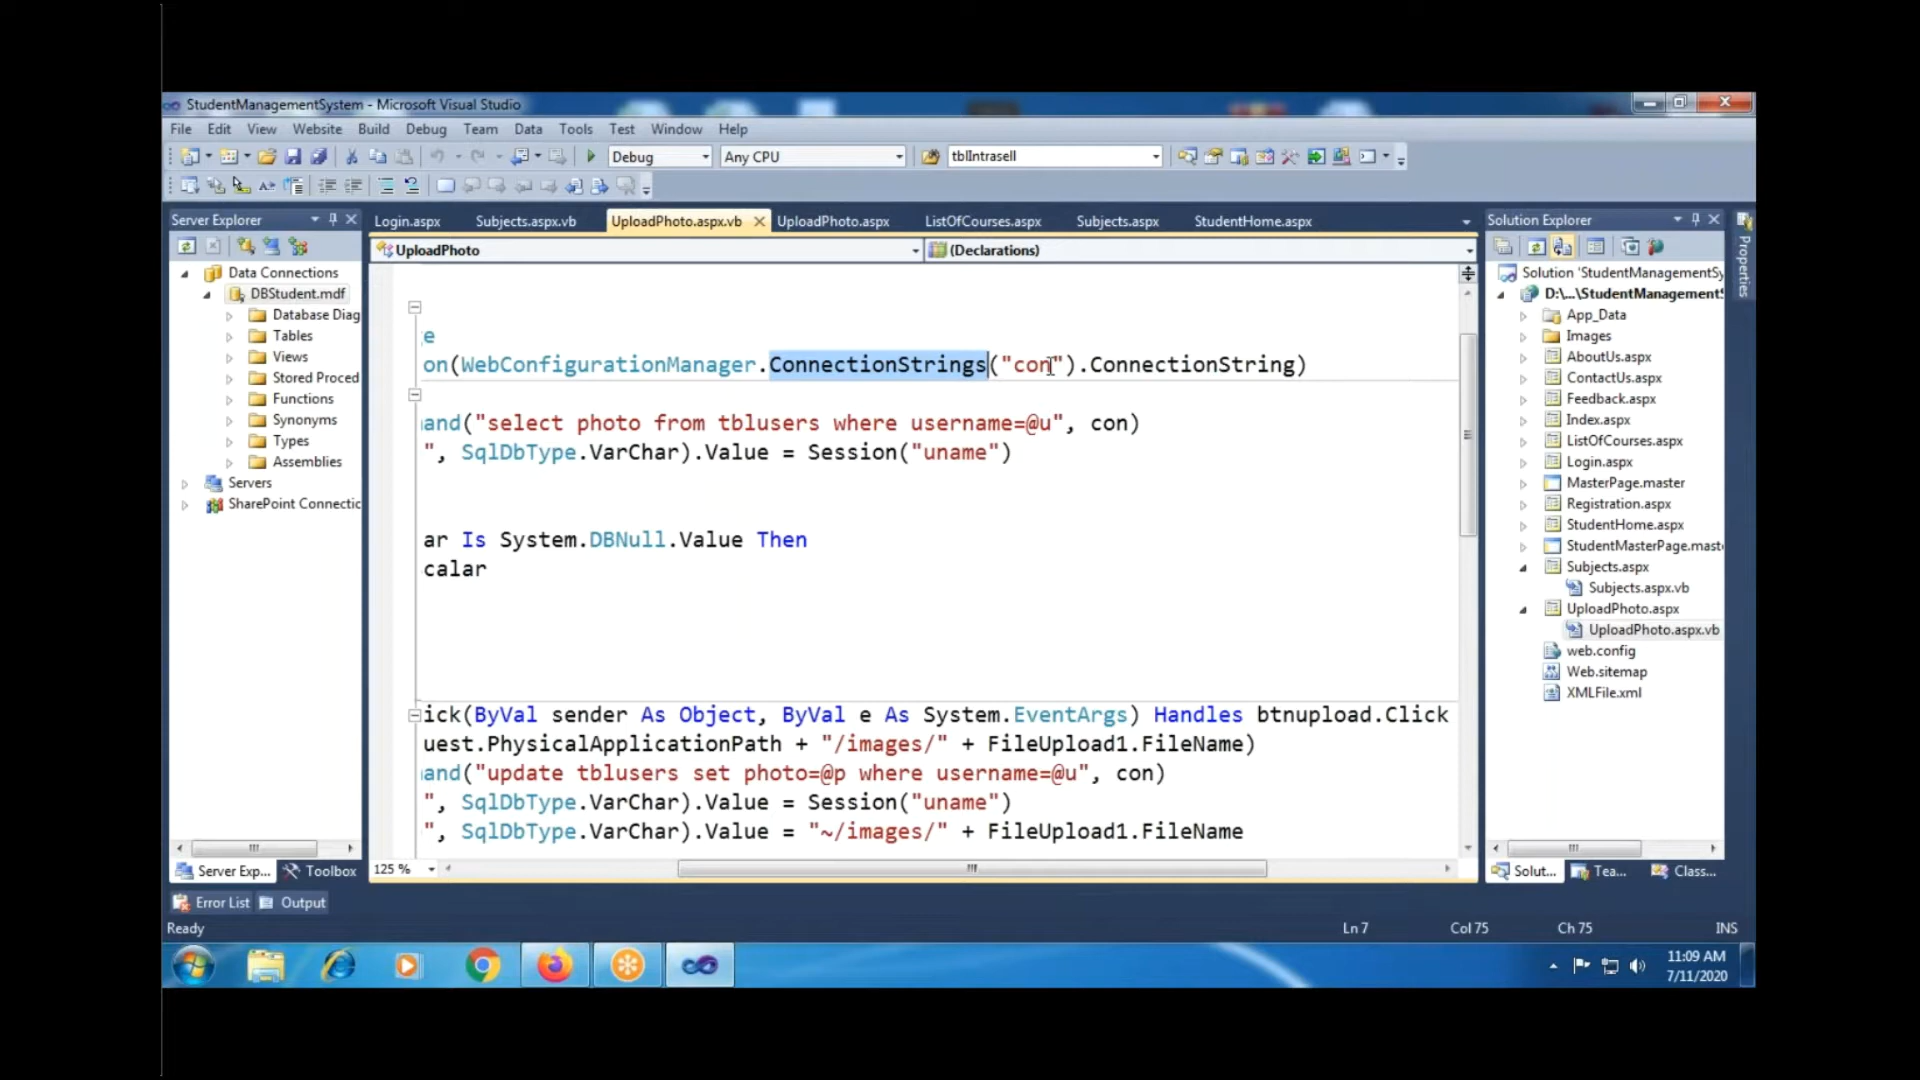 StudentManagementSystem - Microsoft Visual Studio
File Edit View Website Build Debug Team Data Tools Test Window Help
Debug Any CPU tblIntrasell
Server Explorer
Login.aspx Subjects.aspx.vb UploadPhoto.aspx.vb UploadPhoto.aspx ListOfCourses.aspx Subjects.aspx StudentHome.aspx
Solution Explorer
Properties
UploadPhoto (Declarations)
Data Connections
DBStudent.mdf
Database Diag
Tables
Views
Stored Proced
Functions
Synonyms
Types
Assemblies
Servers
SharePoint Connectic
e
on(WebConfigurationManager.ConnectionStrings("con").ConnectionString)
and("select photo from tblusers where username=@u", con)
", SqlDbType.VarChar).Value = Session("uname")
ar Is System.DBNull.Value Then
calar
ick(ByVal sender As Object, ByVal e As System.EventArgs) Handles btnupload.Click
uest.PhysicalApplicationPath + "/images/" + FileUpload1.FileName)
and("update tblusers set photo=@p where username=@u", con)
", SqlDbType.VarChar).Value = Session("uname")
", SqlDbType.VarChar).Value = "~/images/" + FileUpload1.FileName
Solution 'StudentManagementSy
D:\...\StudentManagementS
App_Data
Images
AboutUs.aspx
ContactUs.aspx
Feedback.aspx
Index.aspx
ListOfCourses.aspx
Login.aspx
MasterPage.master
Registration.aspx
StudentHome.aspx
StudentMasterPage.maste
Subjects.aspx
Subjects.aspx.vb
UploadPhoto.aspx
UploadPhoto.aspx.vb
web.config
Web.sitemap
XMLFile.xml
125 %
Server Exp... Toolbox
Solut... Tea... Class...
Error List Output
Ready Ln 7 Col 75 Ch 75 INS
11:09 AM
7/11/2020